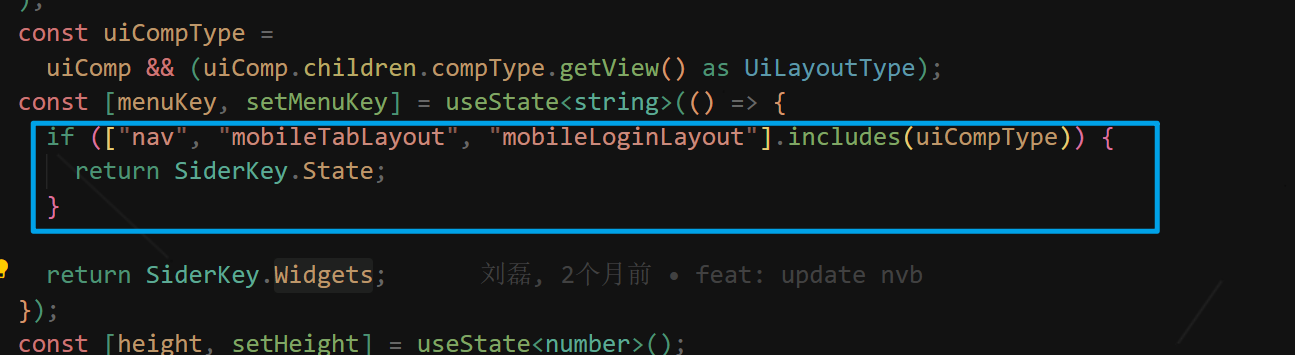 );
const uiCompType =
uiComp && (uiComp.children.compType.getView() as UiLayoutType);
const [menuKey, setMenuKey] = useState<string>(() => {
if (["nav", "mobileTabLayout", "mobileLoginLayout"].includes(uiCompType)) {
return SiderKey.State;
}
return SiderKey.Widgets; 刘磊, 2个月前 • feat: update nvb
});
const [height, setHeight] = useState<number>();